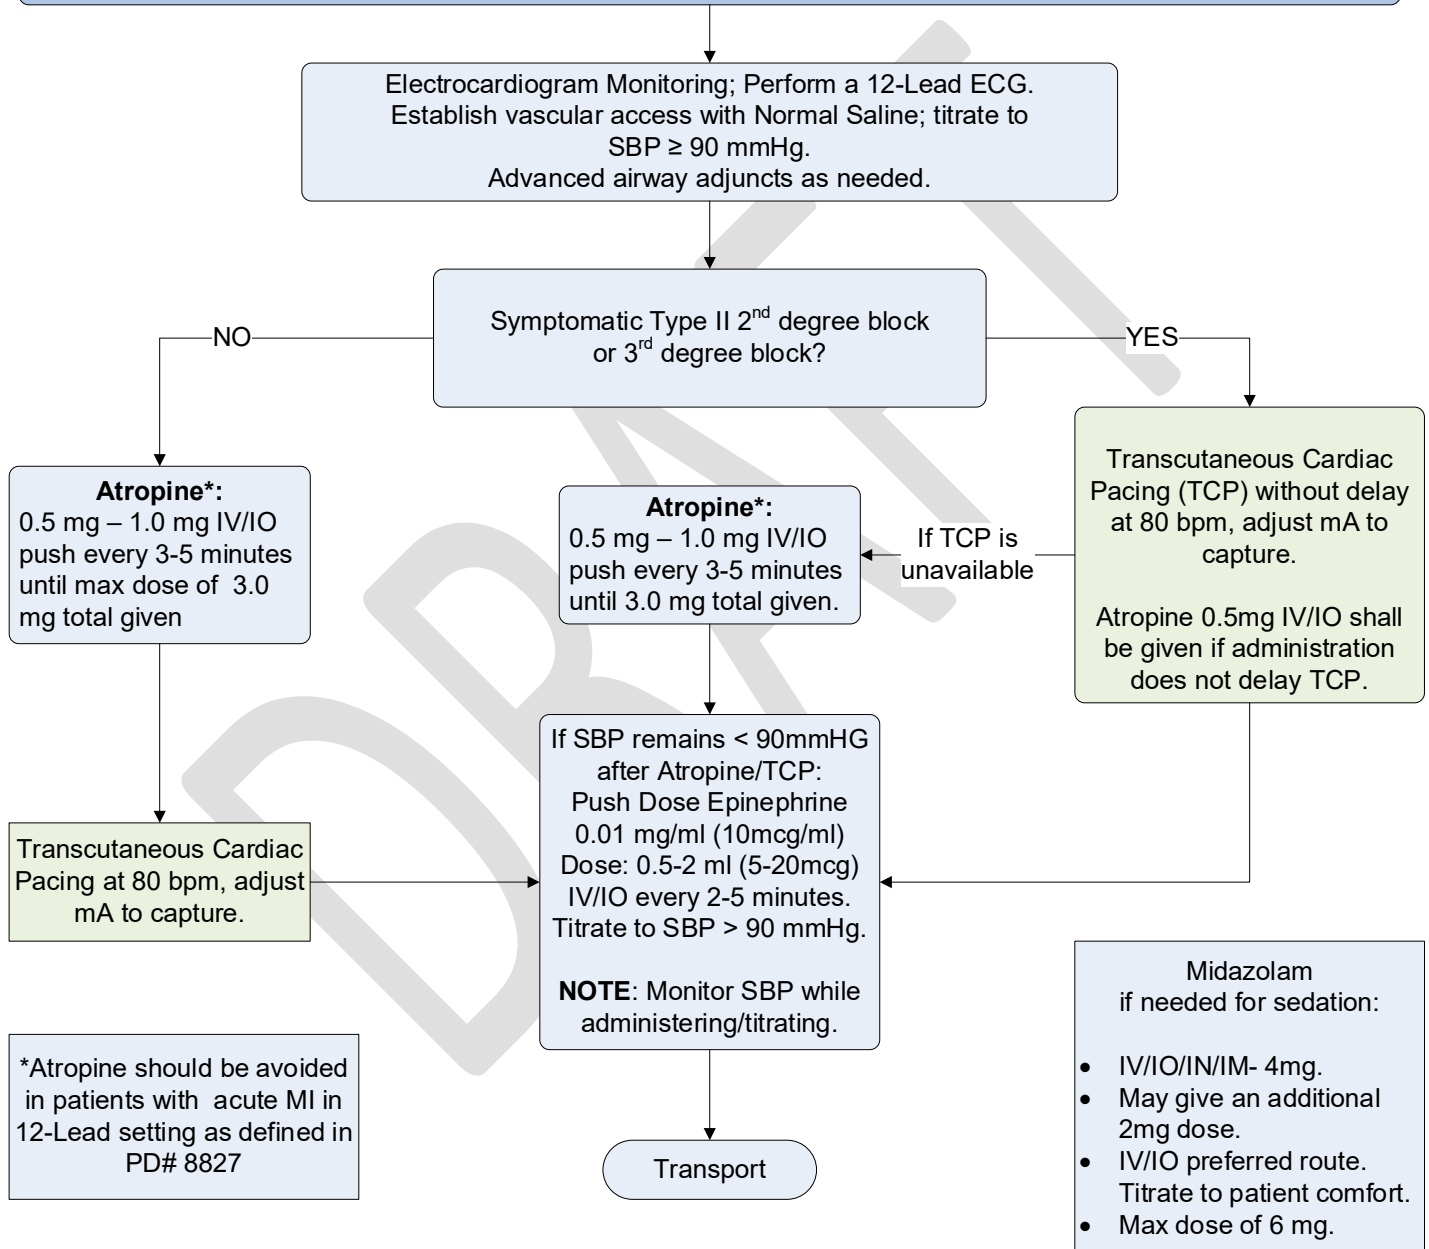 Electrocardiogram Monitoring; Perform a 12-Lead ECG.
Establish vascular access with Normal Saline; titrate to
SBP ≥ 90 mmHg.
Advanced airway adjuncts as needed.
Symptomatic Type II 2nd degree block
or 3rd degree block?
NO
YES
Atropine*:
0.5 mg – 1.0 mg IV/IO
push every 3-5 minutes
until max dose of 3.0
mg total given
Atropine*:
0.5 mg – 1.0 mg IV/IO
push every 3-5 minutes
until 3.0 mg total given.
If TCP is
unavailable
Transcutaneous Cardiac
Pacing (TCP) without delay
at 80 bpm, adjust mA to
capture.
Atropine 0.5mg IV/IO shall
be given if administration
does not delay TCP.
Transcutaneous Cardiac
Pacing at 80 bpm, adjust
mA to capture.
If SBP remains < 90mmHG
after Atropine/TCP:
Push Dose Epinephrine
0.01 mg/ml (10mcg/ml)
Dose: 0.5-2 ml (5-20mcg)
IV/IO every 2-5 minutes.
Titrate to SBP > 90 mmHg.
NOTE: Monitor SBP while
administering/titrating.
*Atropine should be avoided
in patients with acute MI in
12-Lead setting as defined in
PD# 8827
Transport
Midazolam
if needed for sedation:
• IV/IO/IN/IM- 4mg.
• May give an additional
2mg dose.
• IV/IO preferred route.
Titrate to patient comfort.
• Max dose of 6 mg.
DRAFT